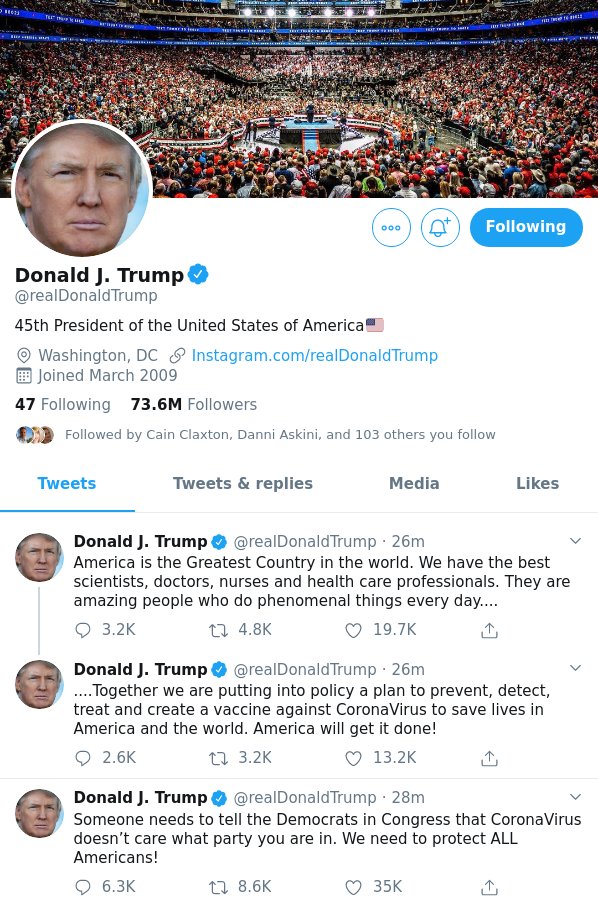 Following
Donald J. Trump
@realDonaldTrump
45th President of the United States of America🇺🇸
Washington, DC Instagram.com/realDonaldTrump
Joined March 2009
47 Following 73.6M Followers
Followed by Cain Claxton, Danni Askini, and 103 others you follow
Tweets Tweets & replies Media Likes
Donald J. Trump @realDonaldTrump · 26m
America is the Greatest Country in the world. We have the best
scientists, doctors, nurses and health care professionals. They are
amazing people who do phenomenal things every day....
3.2K 4.8K 19.7K
Donald J. Trump @realDonaldTrump · 26m
....Together we are putting into policy a plan to prevent, detect,
treat and create a vaccine against CoronaVirus to save lives in
America and the world. America will get it done!
2.6K 3.2K 13.2K
Donald J. Trump @realDonaldTrump · 28m
Someone needs to tell the Democrats in Congress that CoronaVirus
doesn’t care what party you are in. We need to protect ALL
Americans!
6.3K 8.6K 35K